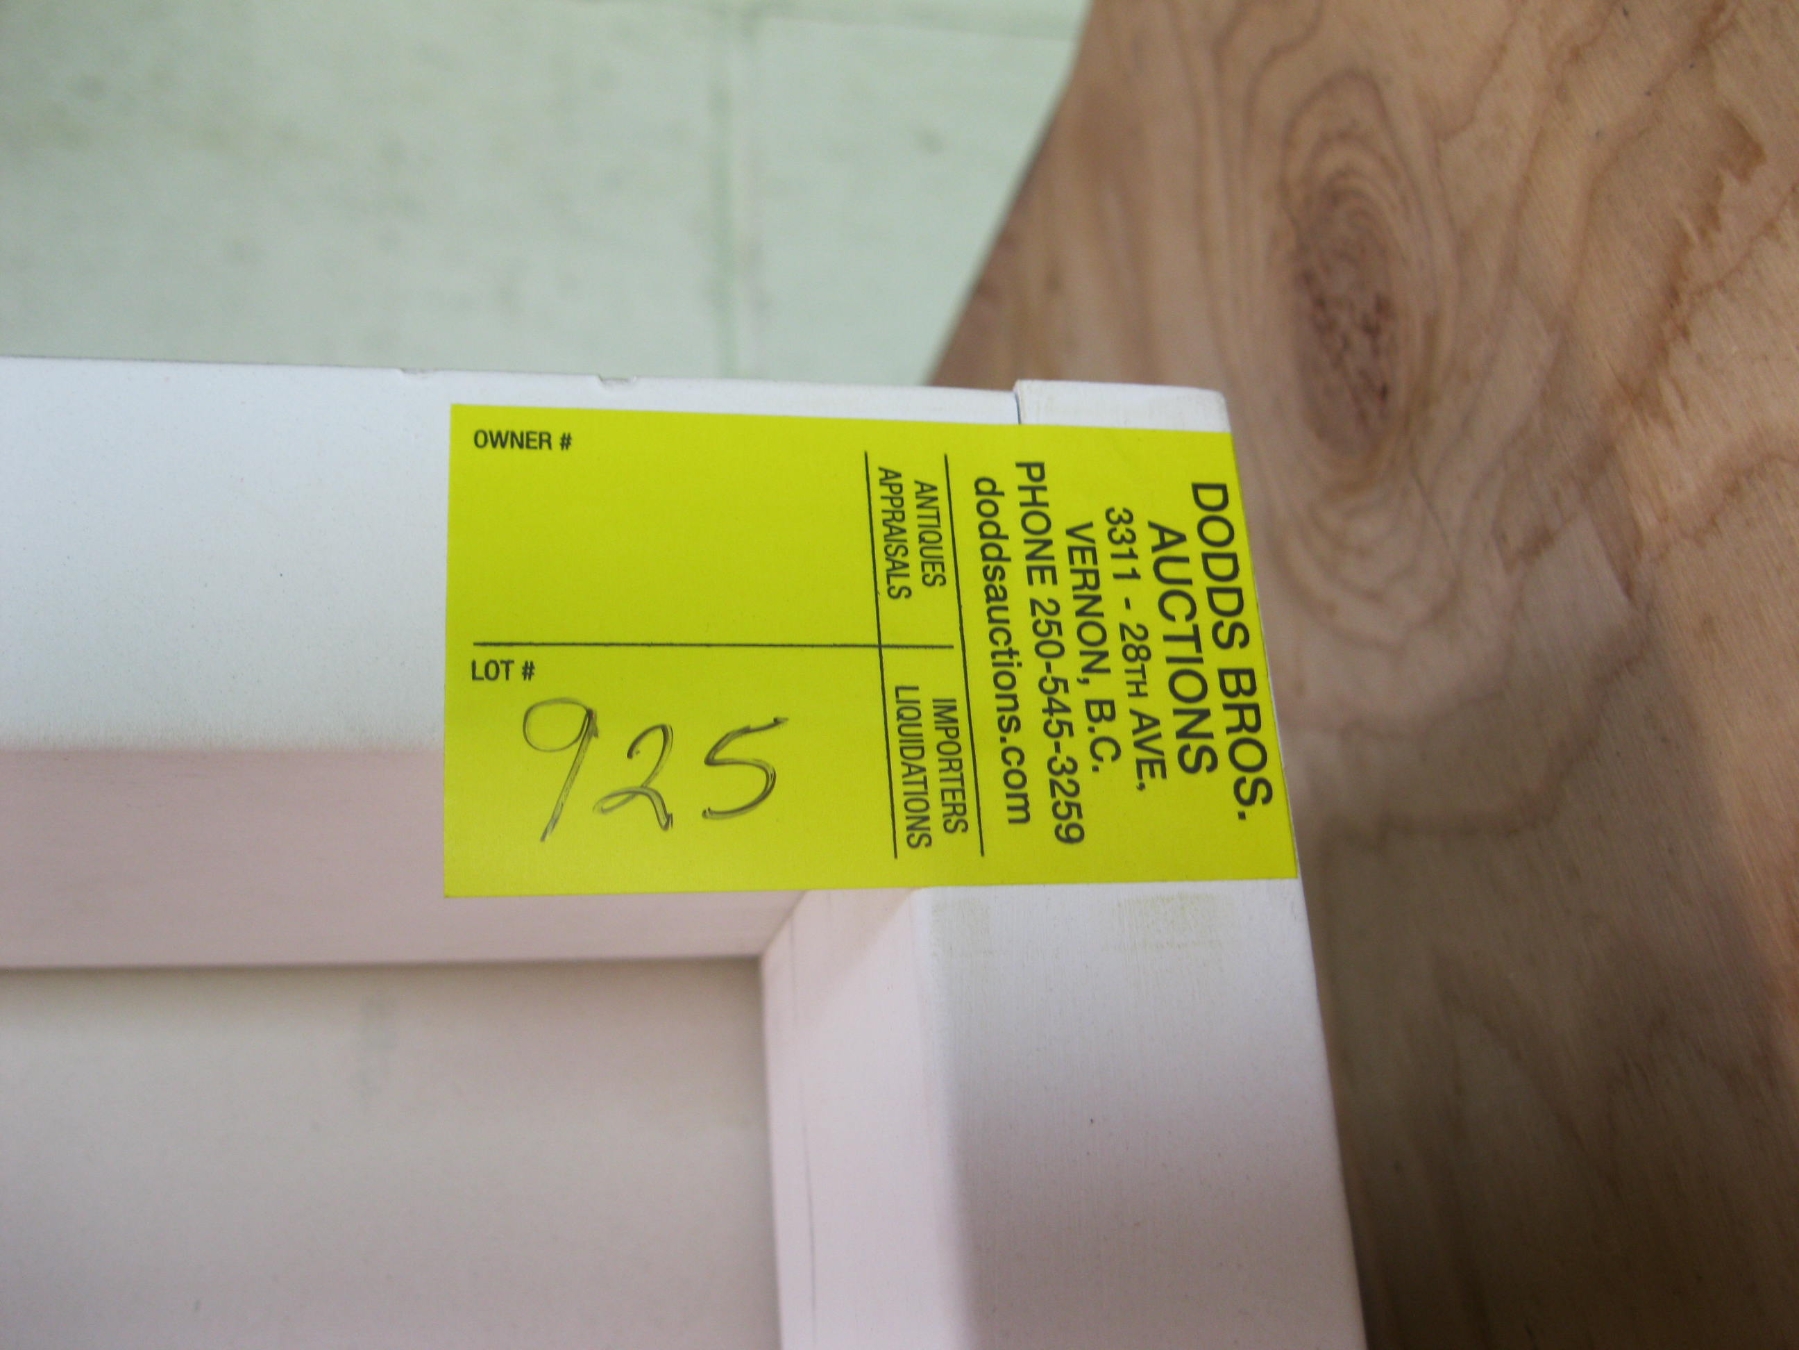 DODDS BROS.
AUCTIONS
3311 - 28TH AVE,
VERNON, B.C.
PHONE 250-545-3259
doddsauctions.com
ANTIQUES
APPRAISALS
IMPORTERS
LIQUIDATIONS
OWNER #
LOT #
925